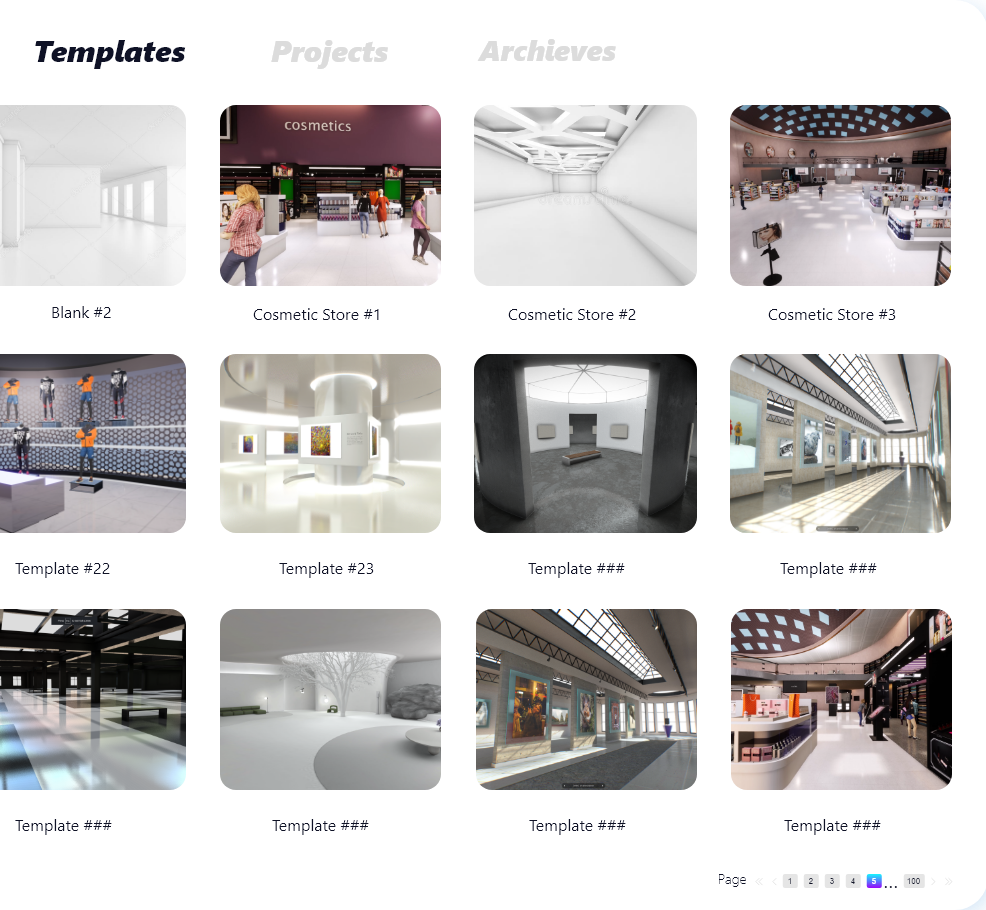 Templates Projects Archieves
cosmetics
Blank #2 Cosmetic Store #1 Cosmetic Store #2 Cosmetic Store #3
Template #22 Template #23 Template ### Template ###
Template ### Template ### Template ### Template ###
Page « ‹ 1 2 3 4 5 ... 100 › »